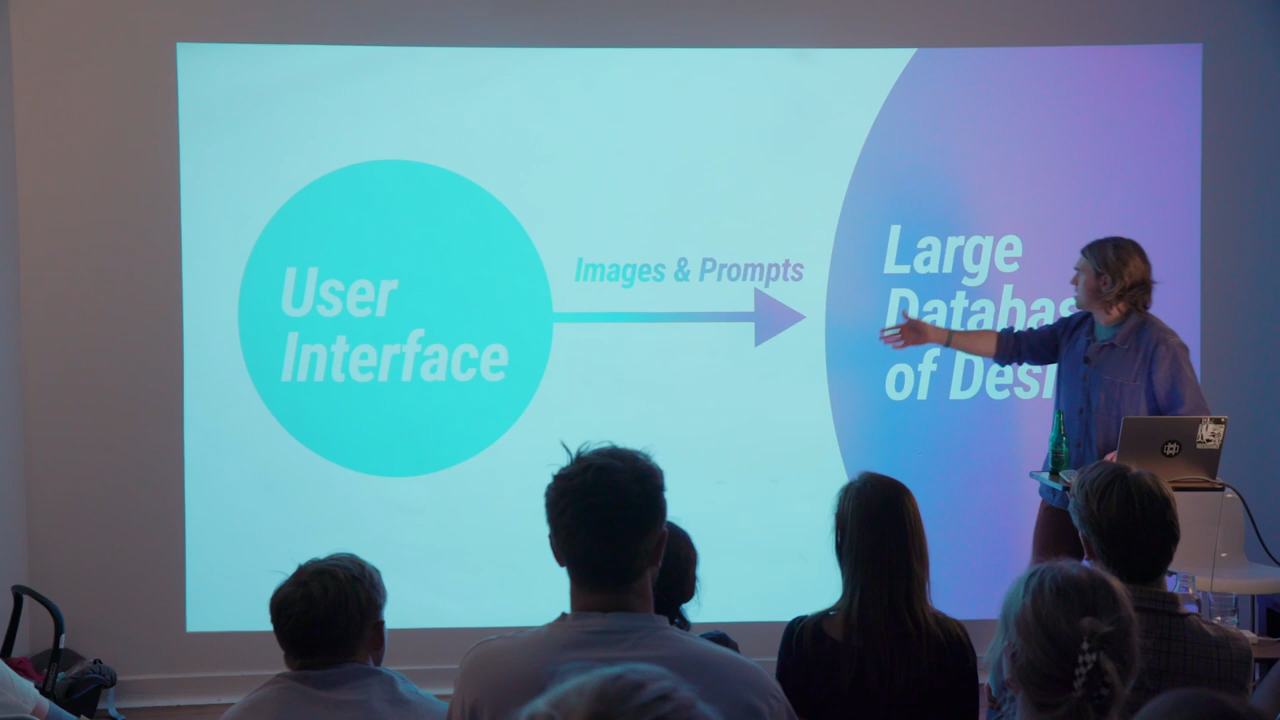 User
Interface
Images & Prompts
Large
of